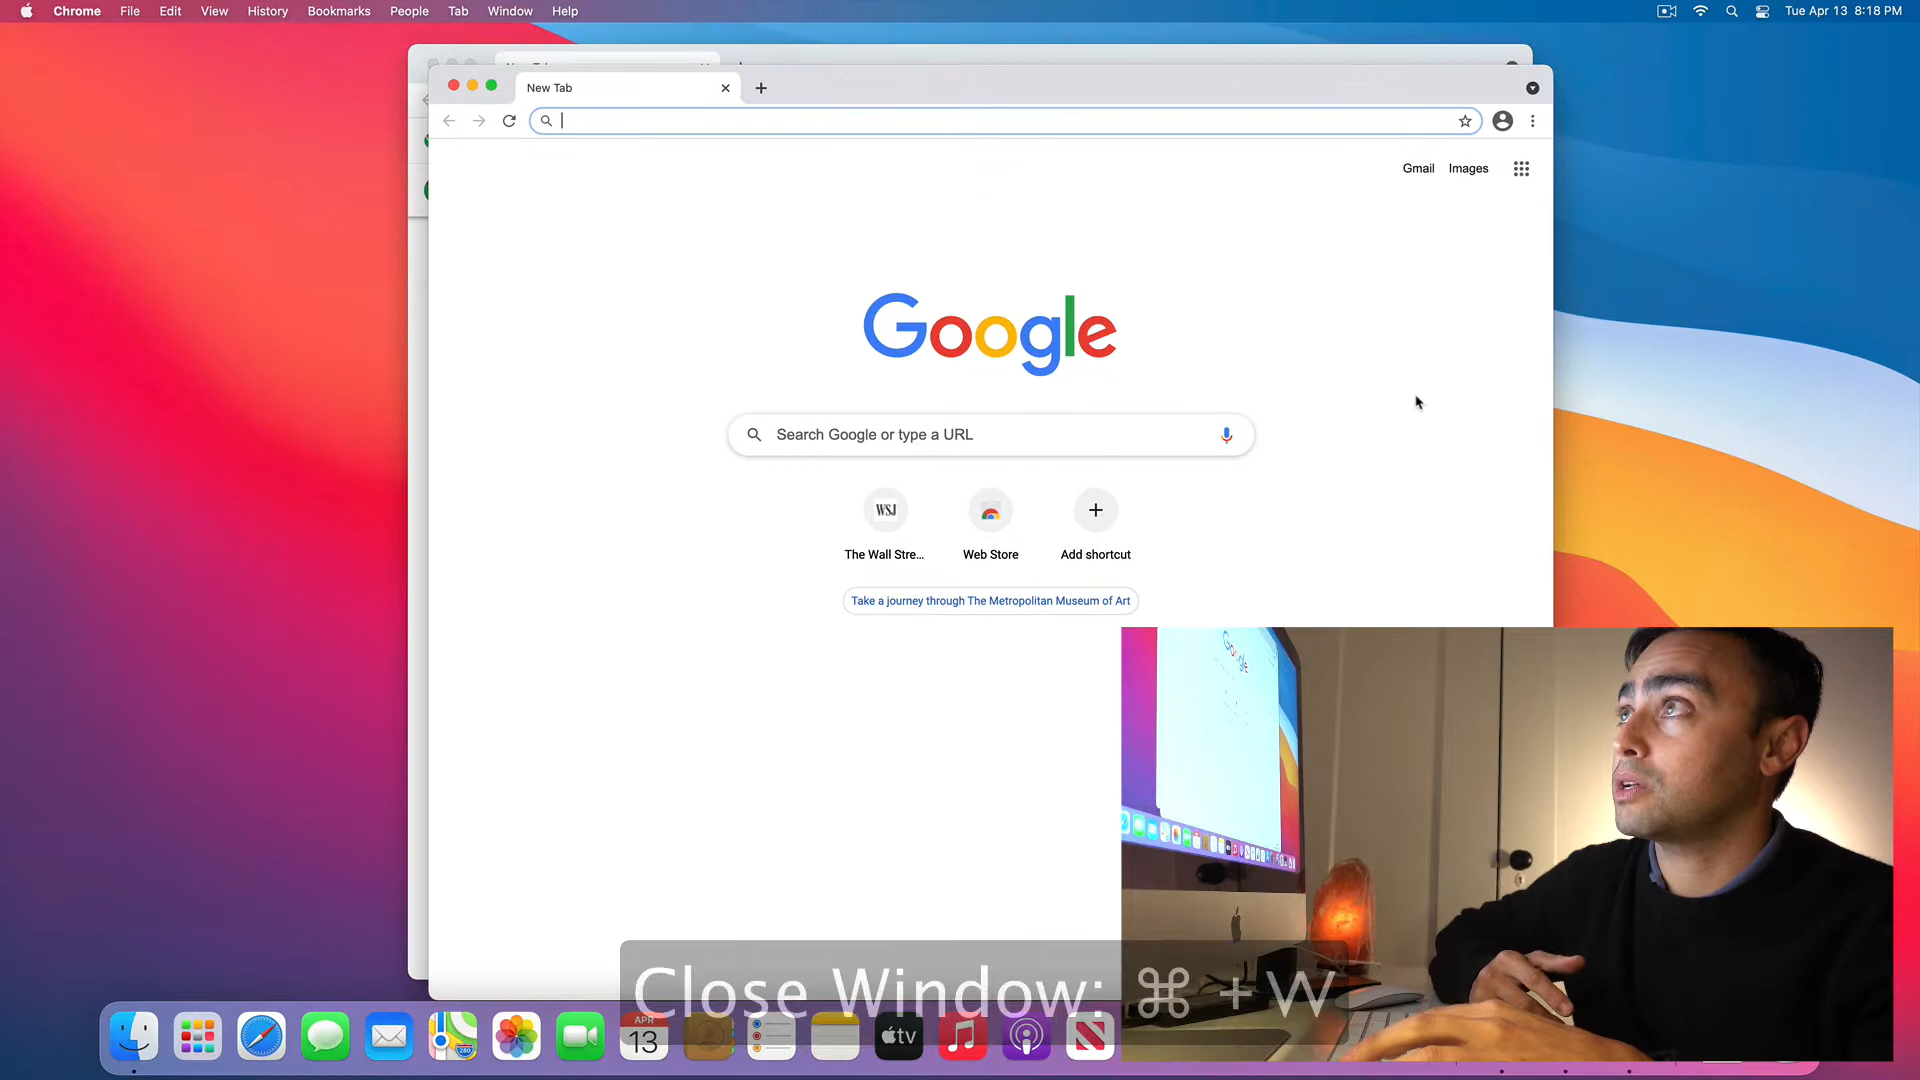 Chrome File Edit View History Bookmarks People Tab Window Help
Tue Apr 13 8:18 PM
New Tab
Gmail Images
Google
Search Google or type a URL
WSJ
The Wall Stre... Web Store Add shortcut
Take a journey through The Metropolitan Museum of Art
Google
Close Window: ⌘ + W
APR
13
280
tv